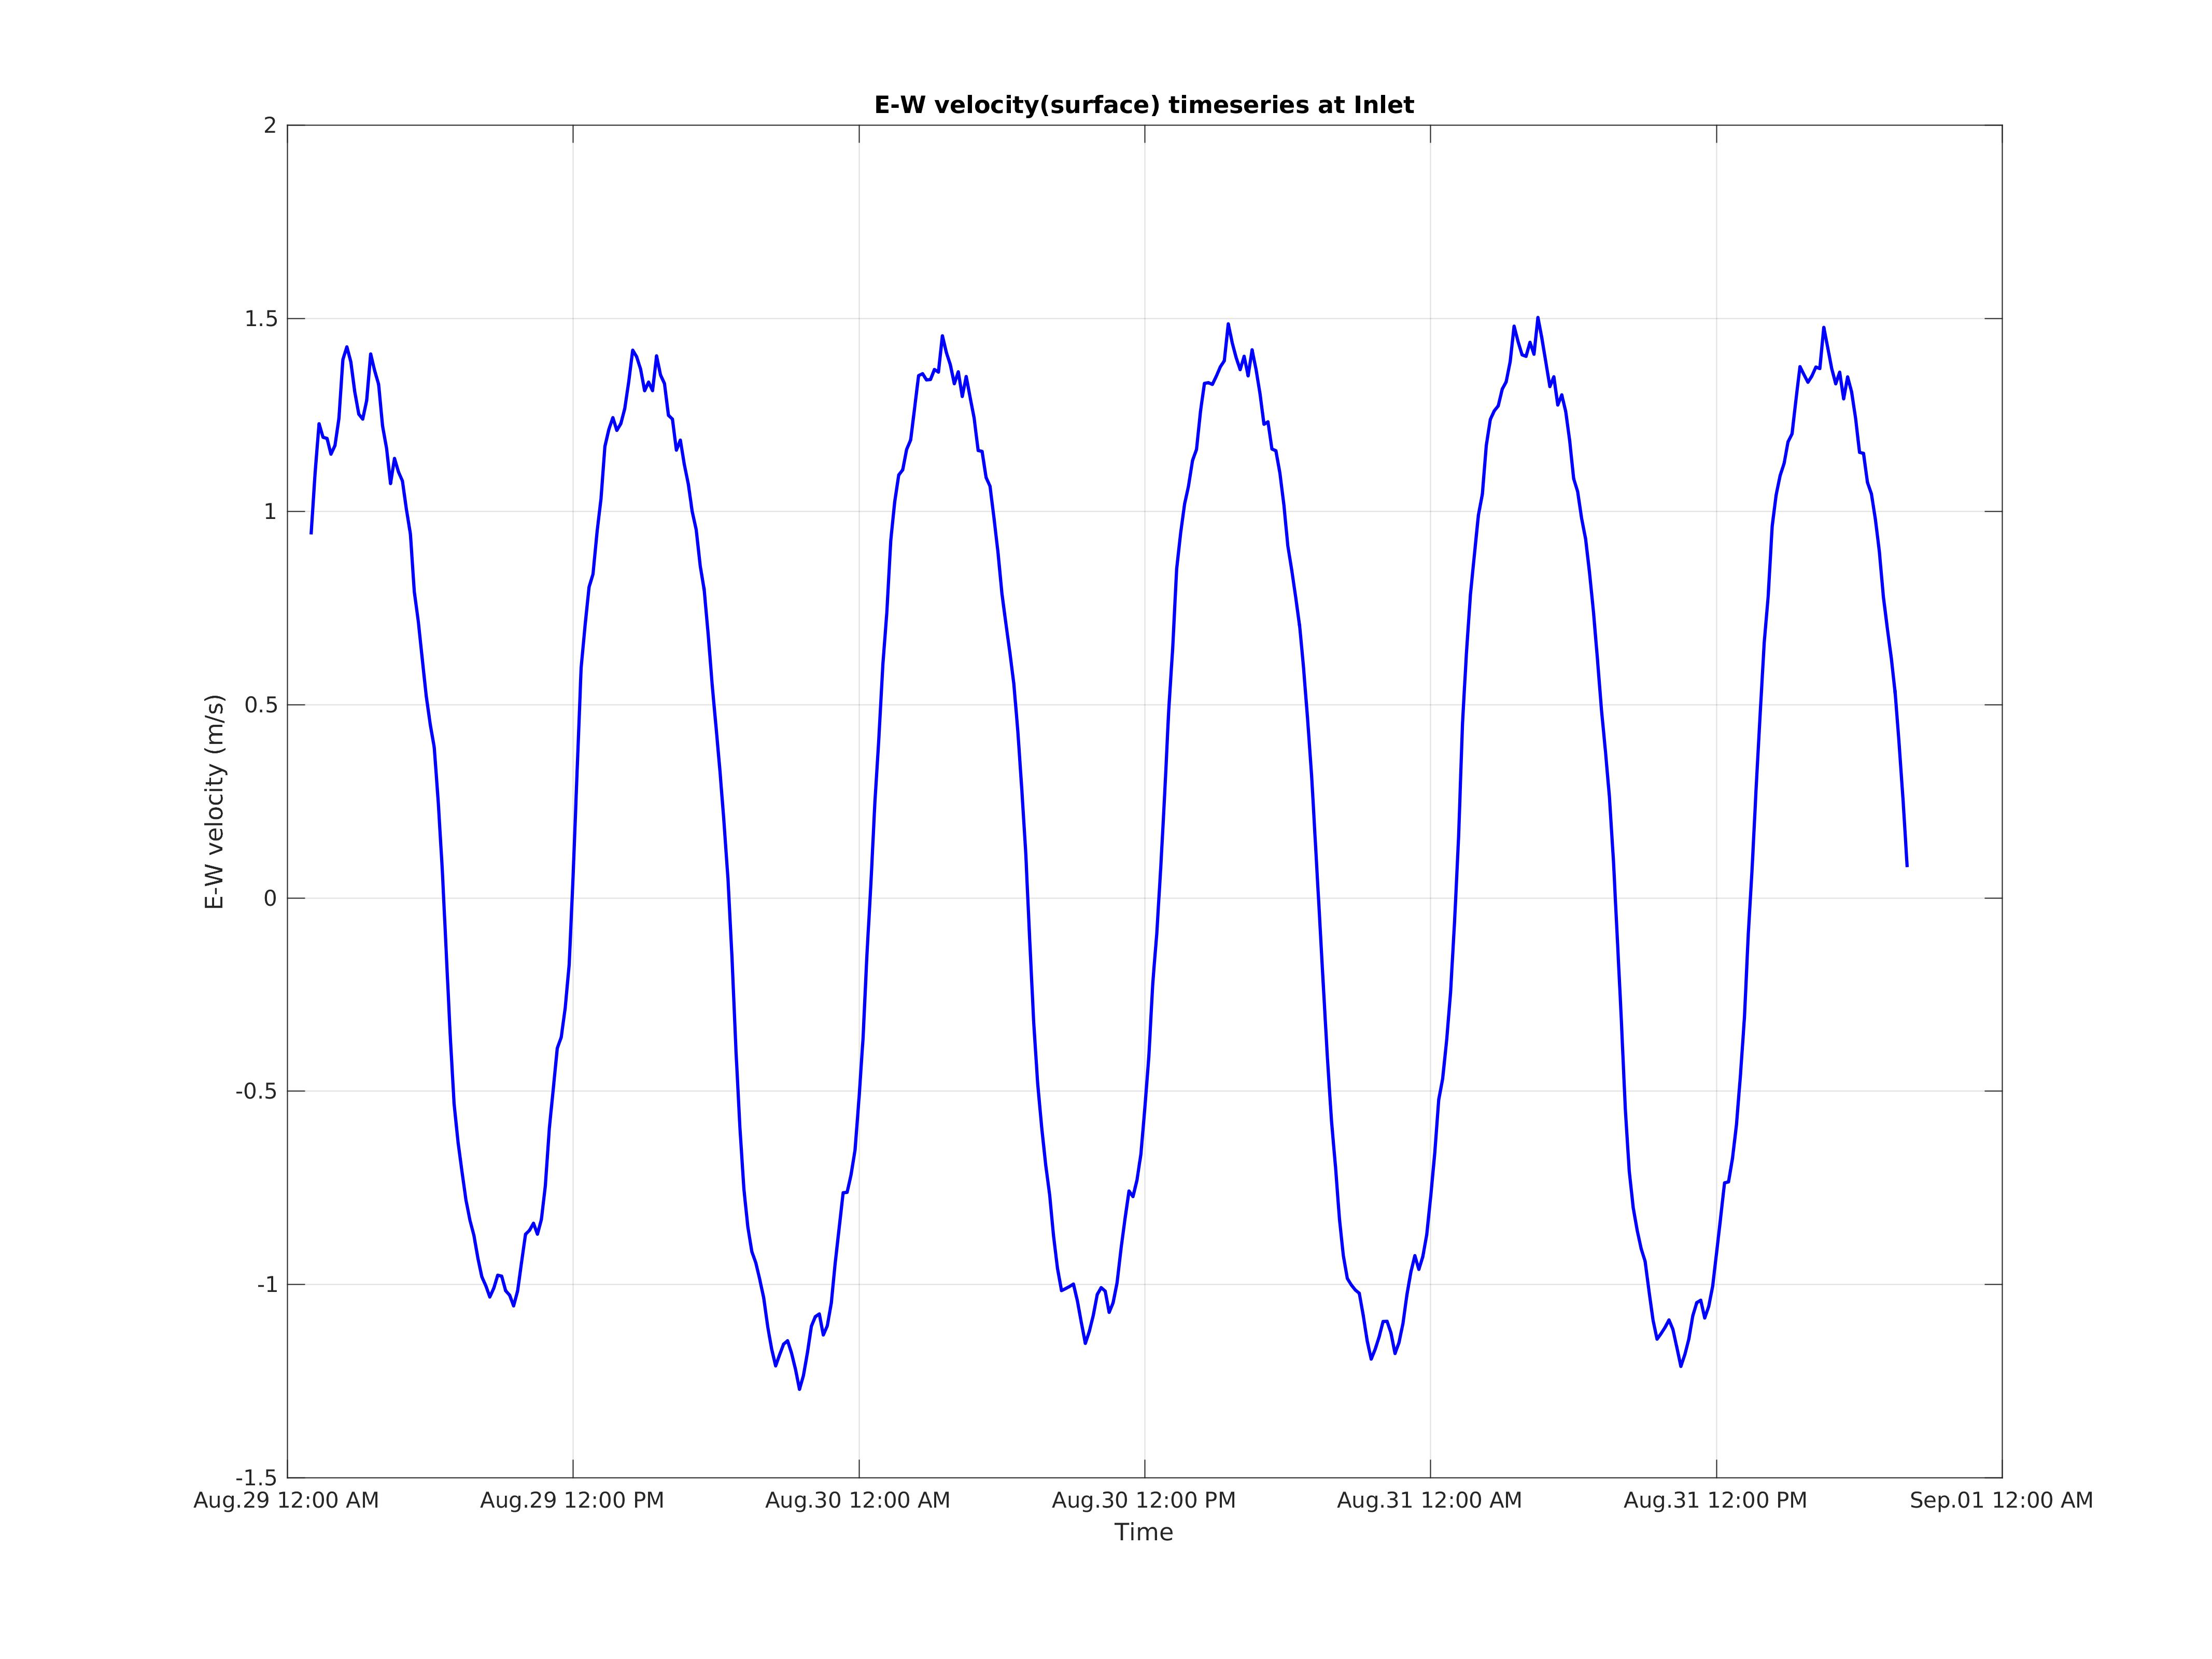 E-W velocity(surface) timeseries at Inlet
2
1.5
1
0.5
0
-0.5
-1
-1.5
E-W velocity (m/s)
Aug.29 12:00 AM Aug.29 12:00 PM Aug.30 12:00 AM Aug.30 12:00 PM Aug.31 12:00 AM Aug.31 12:00 PM Sep.01 12:00 AM
Time